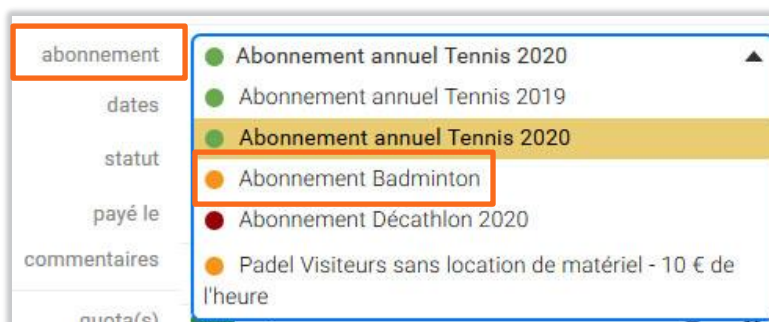 abonnement
Abonnement annuel Tennis 2020
dates
Abonnement annuel Tennis 2019
Abonnement annuel Tennis 2020
statut
Abonnement Badminton
payé le
Abonnement Décathlon 2020
commentaires
Padel Visiteurs sans location de matériel - 10 € de
l'heure
quota(s)